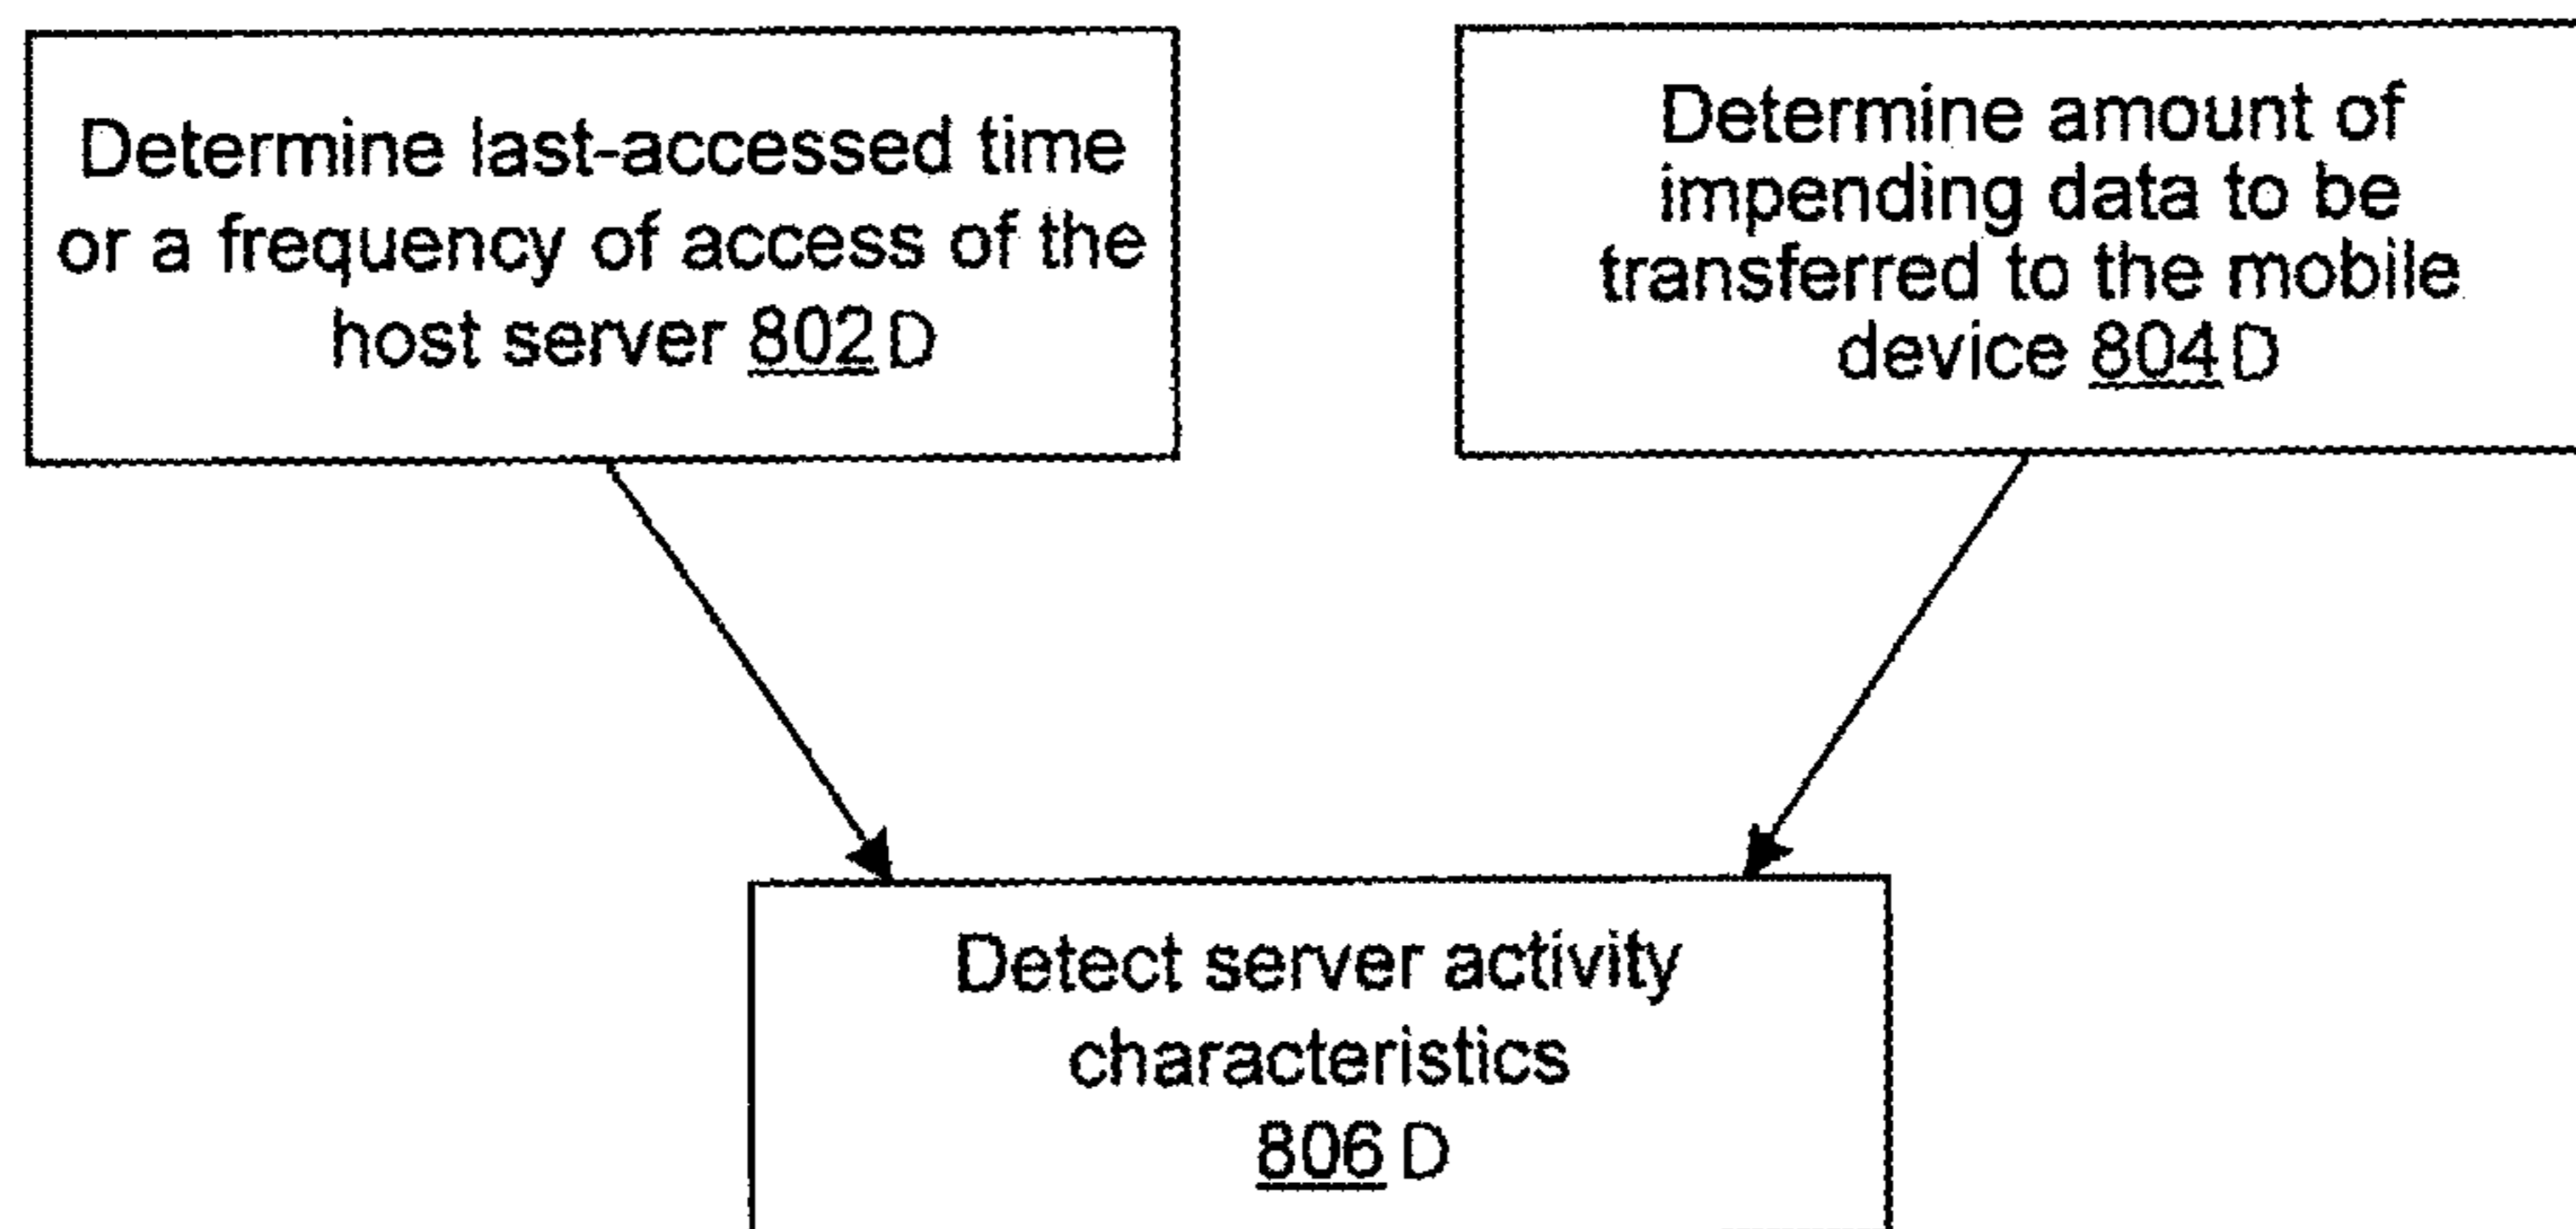 Determine last-accessed time
or a frequency of access of the
host server 802D
Determine amount of
impending data to be
transferred to the mobile
device 804D
Detect server activity
characteristics
806D